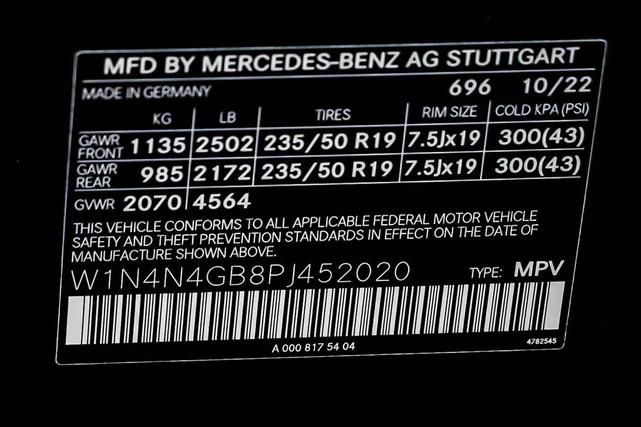 MFD BY MERCEDES-BENZ AG STUTTGART
MADE IN GERMANY 696 10/22
KG LB TIRES RIM SIZE COLD KPA (PSI)
GAWR FRONT 1135 2502 235/50 R19 7.5Jx19 300(43)
GAWR REAR 985 2172 235/50 R19 7.5Jx19 300(43)
GVWR 2070 4564
THIS VEHICLE CONFORMS TO ALL APPLICABLE FEDERAL MOTOR VEHICLE
SAFETY AND THEFT PREVENTION STANDARDS IN EFFECT ON THE DATE OF
MANUFACTURE SHOWN ABOVE.
W1N4N4GB8PJ452020 TYPE: MPV
A 000 817 54 04 4782545